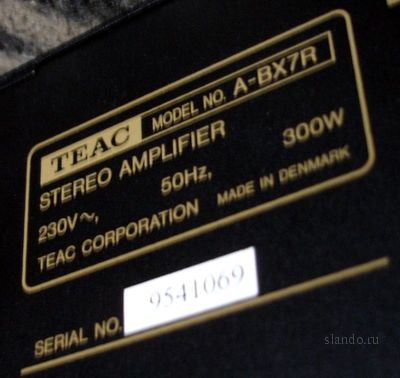 TEAC MODEL NO. A-BX7R
STEREO AMPLIFIER
230V~, 50Hz, 300W
TEAC CORPORATION MADE IN DENMARK
SERIAL NO. 9541069
slando.ru